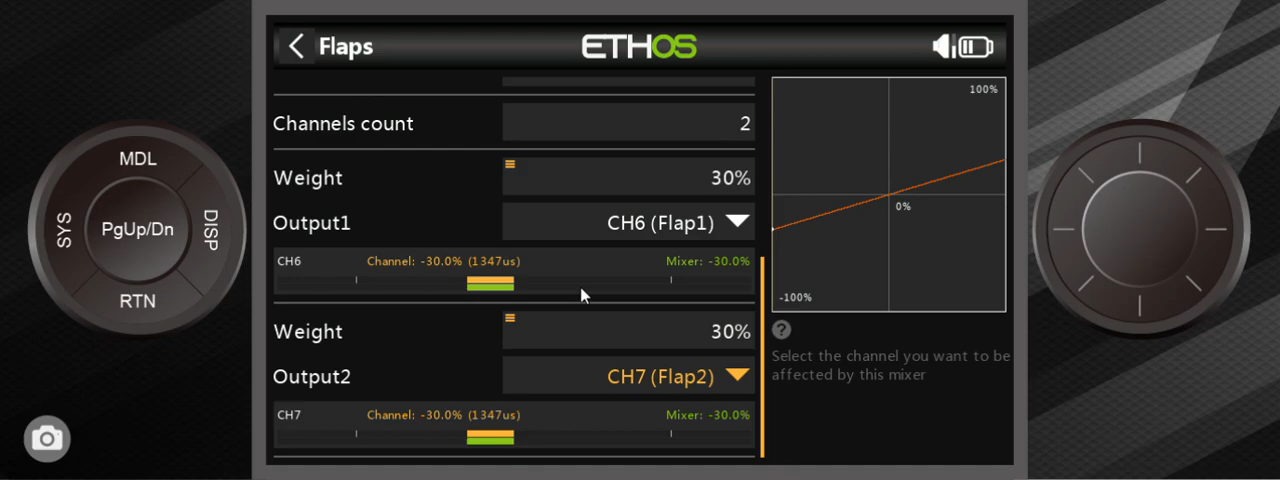 Flaps
ETHOS
MDL
SYS
PgUp/Dn
DISP
RTN
Channels count 2
Weight 30%
Output1 CH6 (Flap1)
CH6 Channel: -30.0% (1347us) Mixer: -30.0%
Weight 30%
Output2 CH7 (Flap2)
CH7 Channel: -30.0% (1347us) Mixer: -30.0%
100%
0%
-100%
?
Select the channel you want to be
affected by this mixer